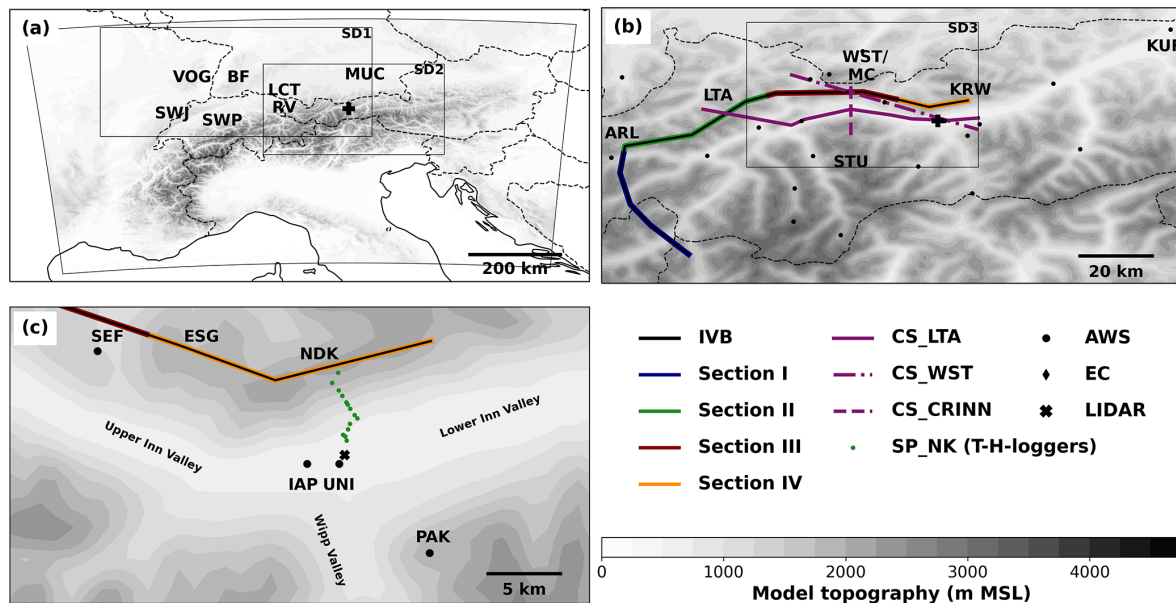 (a)
SD1
SD2
VOG
BF
MUC
LCT
RV
SWJ
SWP
200 km
(b)
SD3
KUF
WST/
MC
LTA
KRW
ARL
STU
20 km
(c)
SEF
ESG
NDK
Upper Inn Valley
Lower Inn Valley
IAP UNI
Wipp Valley
PAK
5 km
IVB
Section I
Section II
Section III
Section IV
CS_LTA
CS_WST
CS_CRINN
SP_NK (T-H-loggers)
AWS
EC
LIDAR
0 1000 2000 3000 4000
Model topography (m MSL)